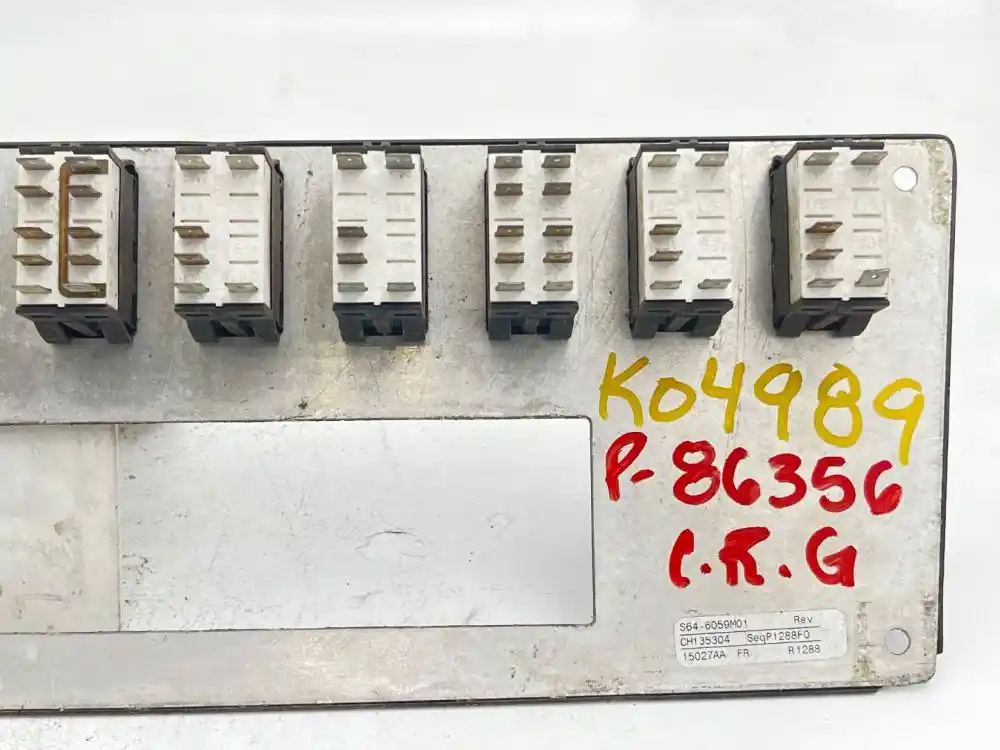 K04989
P-86356
C.R.G
S64-6059M01 Rev
CH135304 SeqP1288F0
15027AA FR R1288